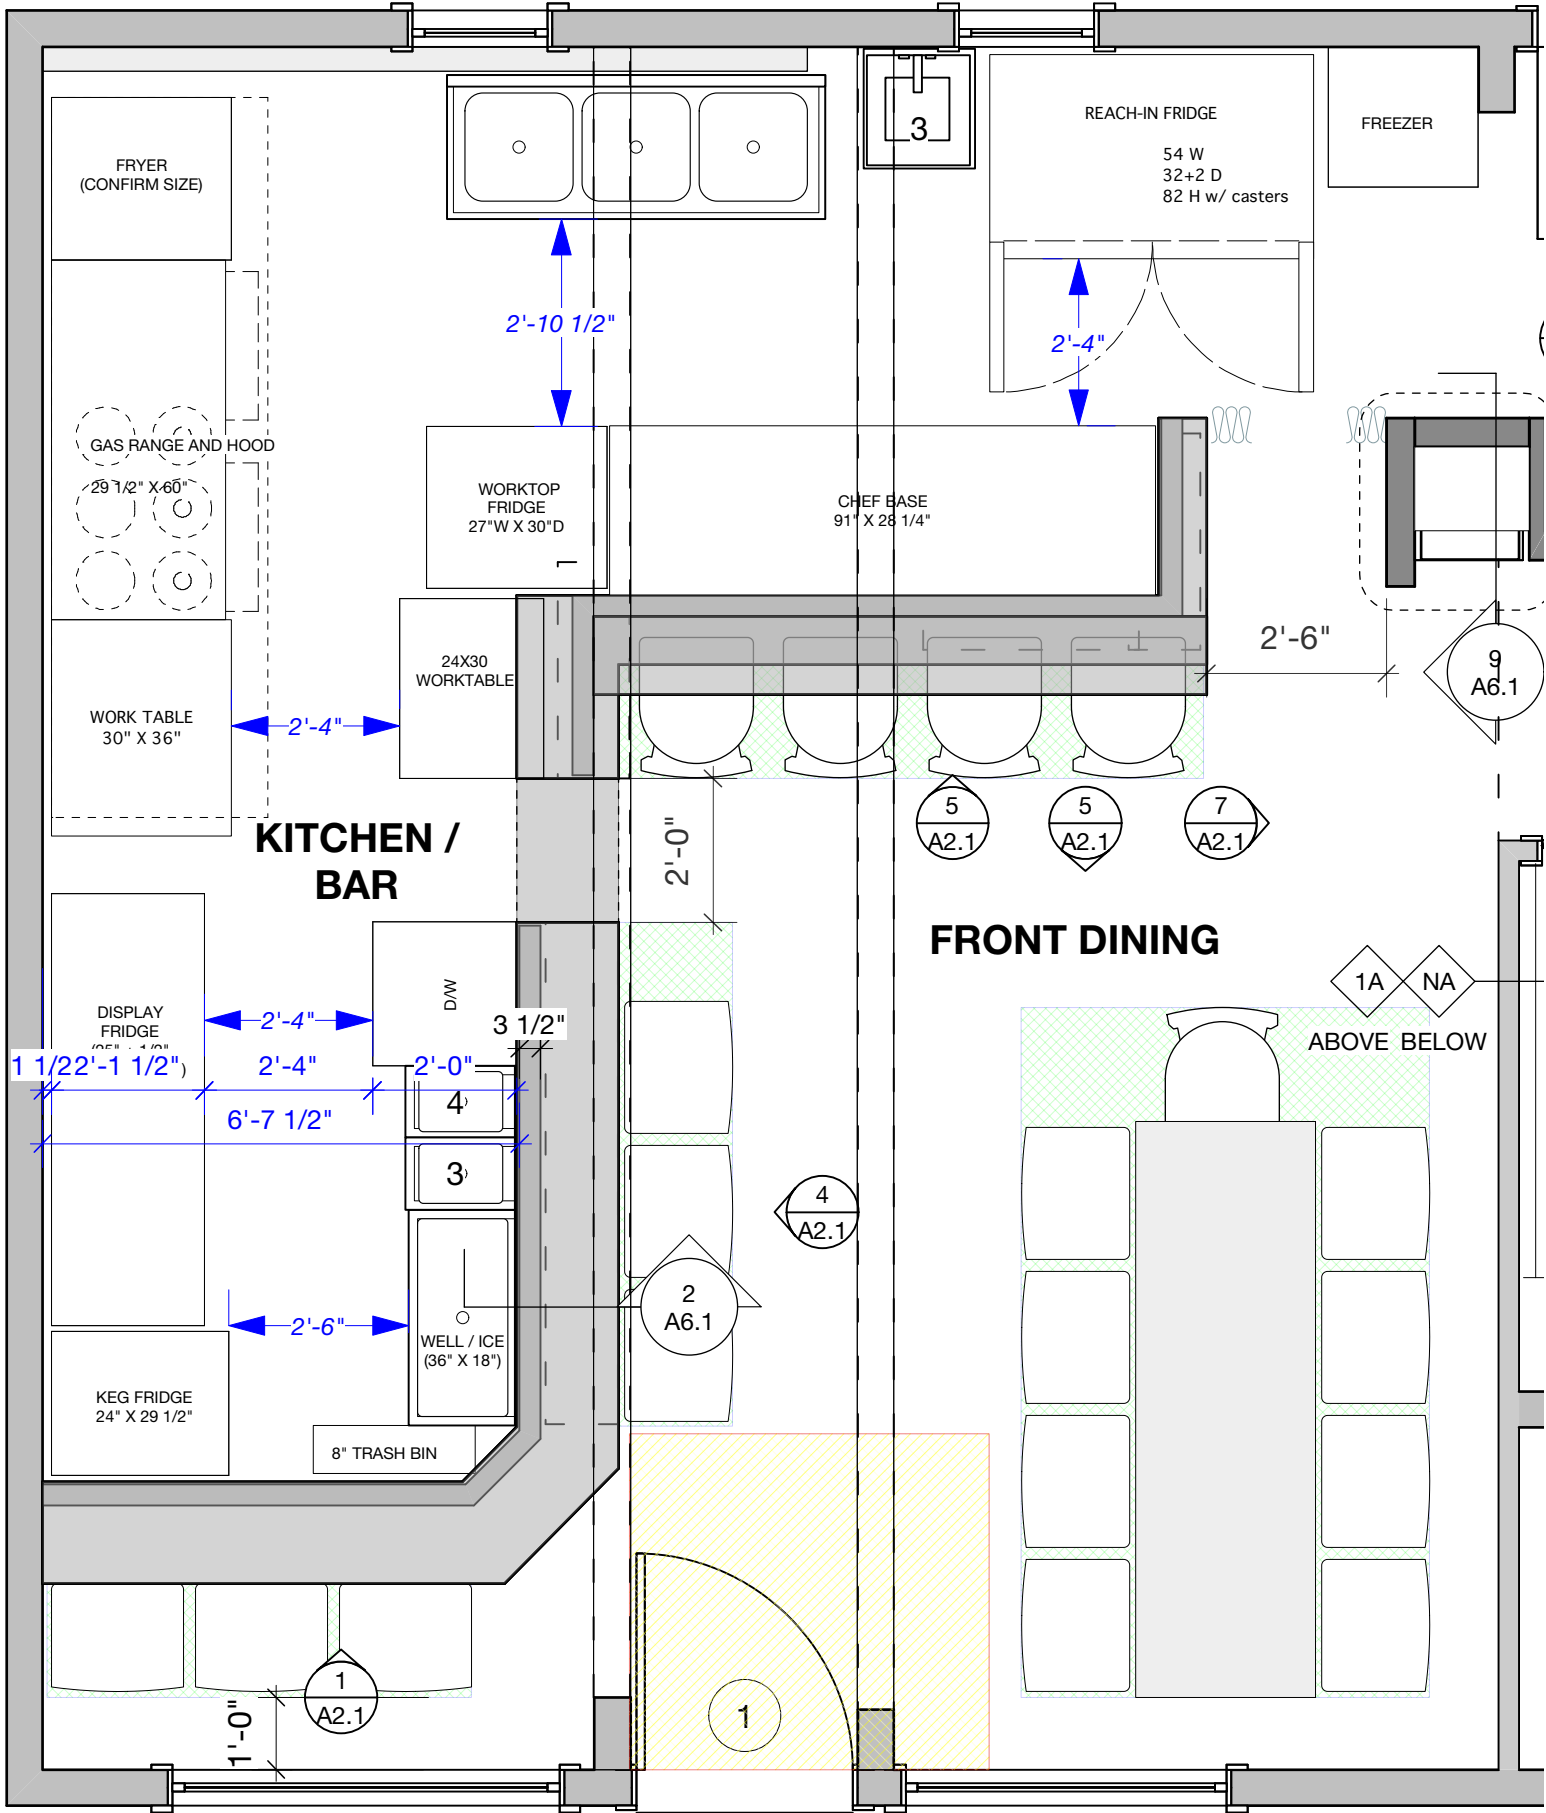 FRYER
(CONFIRM SIZE)
3
REACH-IN FRIDGE
54 W
32+2 D
82 H w/ casters
FREEZER
2'-10 1/2"
2'-4"
GAS RANGE AND HOOD
29 1/2" X 60"
WORKTOP
FRIDGE
27"W X 30"D
CHEF BASE
91" X 28 1/4"
2'-6"
9
A6.1
24X30
WORKTABLE
WORK TABLE
30" X 36"
2'-4"
KITCHEN /
BAR
2'-0"
5
A2.1
5
A2.1
7
A2.1
FRONT DINING
1A
NA
ABOVE BELOW
D/W
DISPLAY
FRIDGE
2'-4"
3 1/2"
1 1/2
2'-1 1/2"
)
2'-4"
2'-0"
4
6'-7 1/2"
3
4
A2.1
2
A6.1
2'-6"
WELL / ICE
(36" X 18")
KEG FRIDGE
24" X 29 1/2"
8" TRASH BIN
1
A2.1
1'-0"
1